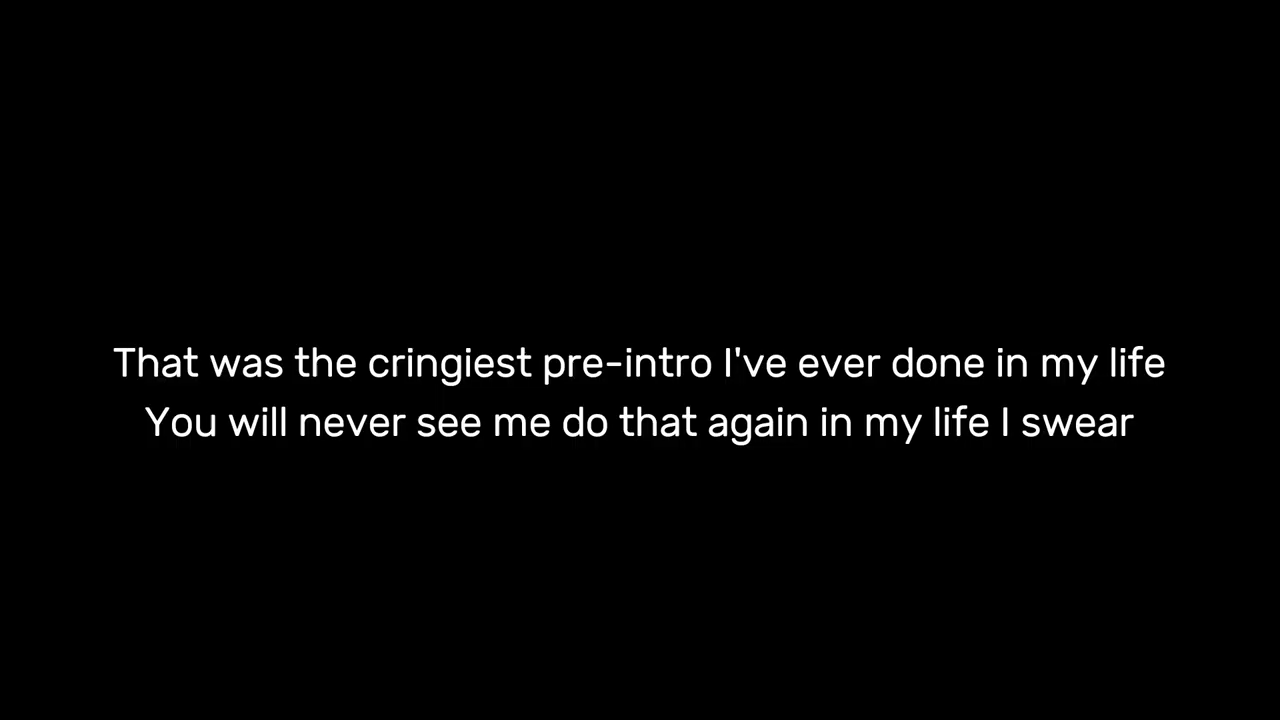 That was the cringiest pre-intro I've ever done in my life
You will never see me do that again in my life I swear